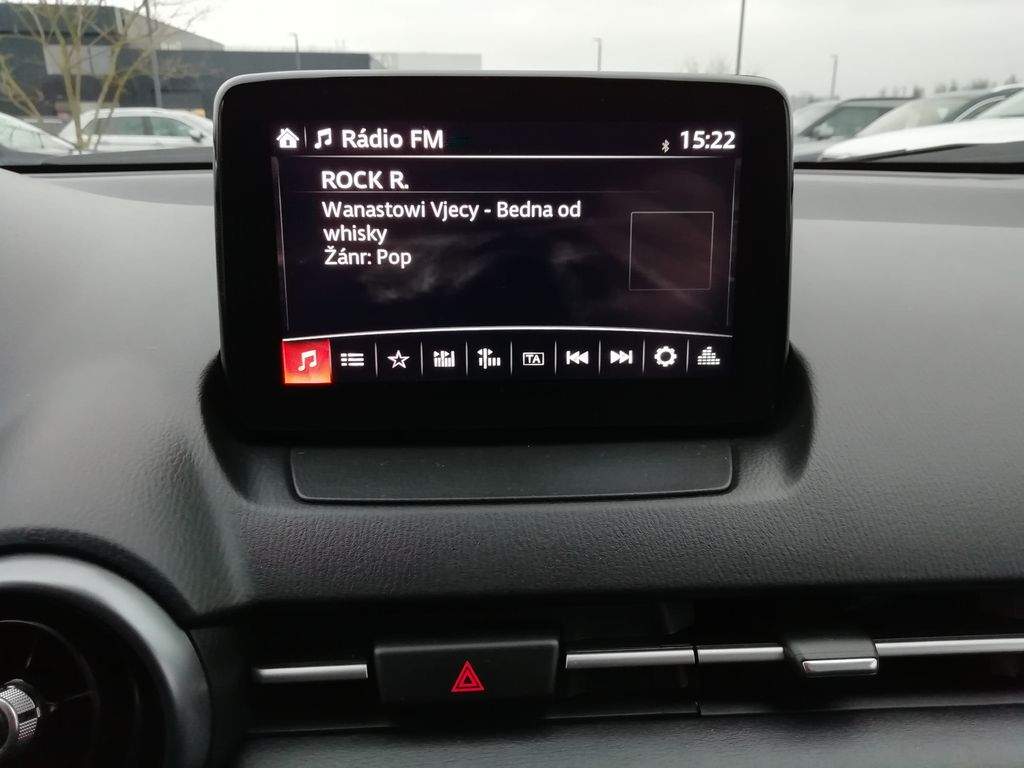 Rádio FM 15:22
ROCK R.
Wanastowi Vjecy - Bedna od
whisky
Žánr: Pop
TA